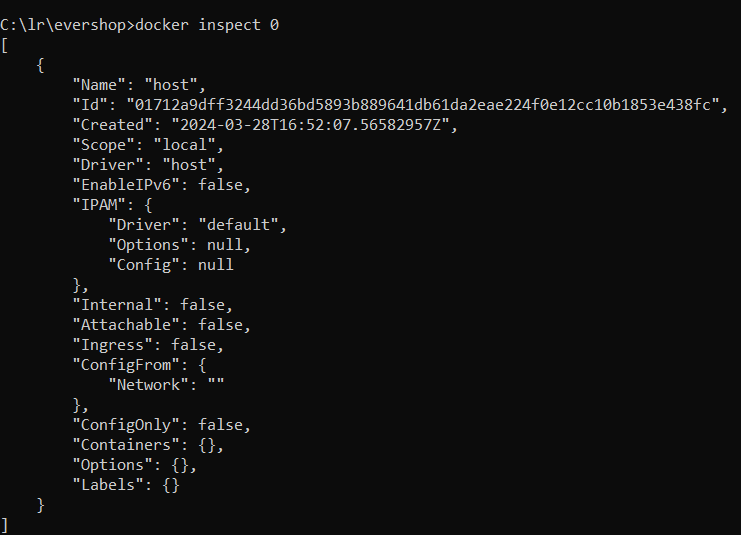 C:\lr\evershop>docker inspect 0
[
    {
        "Name": "host",
        "Id": "01712a9dff3244dd36bd5893b889641db61da2eae224f0e12cc10b1853e438fc",
        "Created": "2024-03-28T16:52:07.56582957Z",
        "Scope": "local",
        "Driver": "host",
        "EnableIPv6": false,
        "IPAM": {
            "Driver": "default",
            "Options": null,
            "Config": null
        },
        "Internal": false,
        "Attachable": false,
        "Ingress": false,
        "ConfigFrom": {
            "Network": ""
        },
        "ConfigOnly": false,
        "Containers": {},
        "Options": {},
        "Labels": {}
    }
]